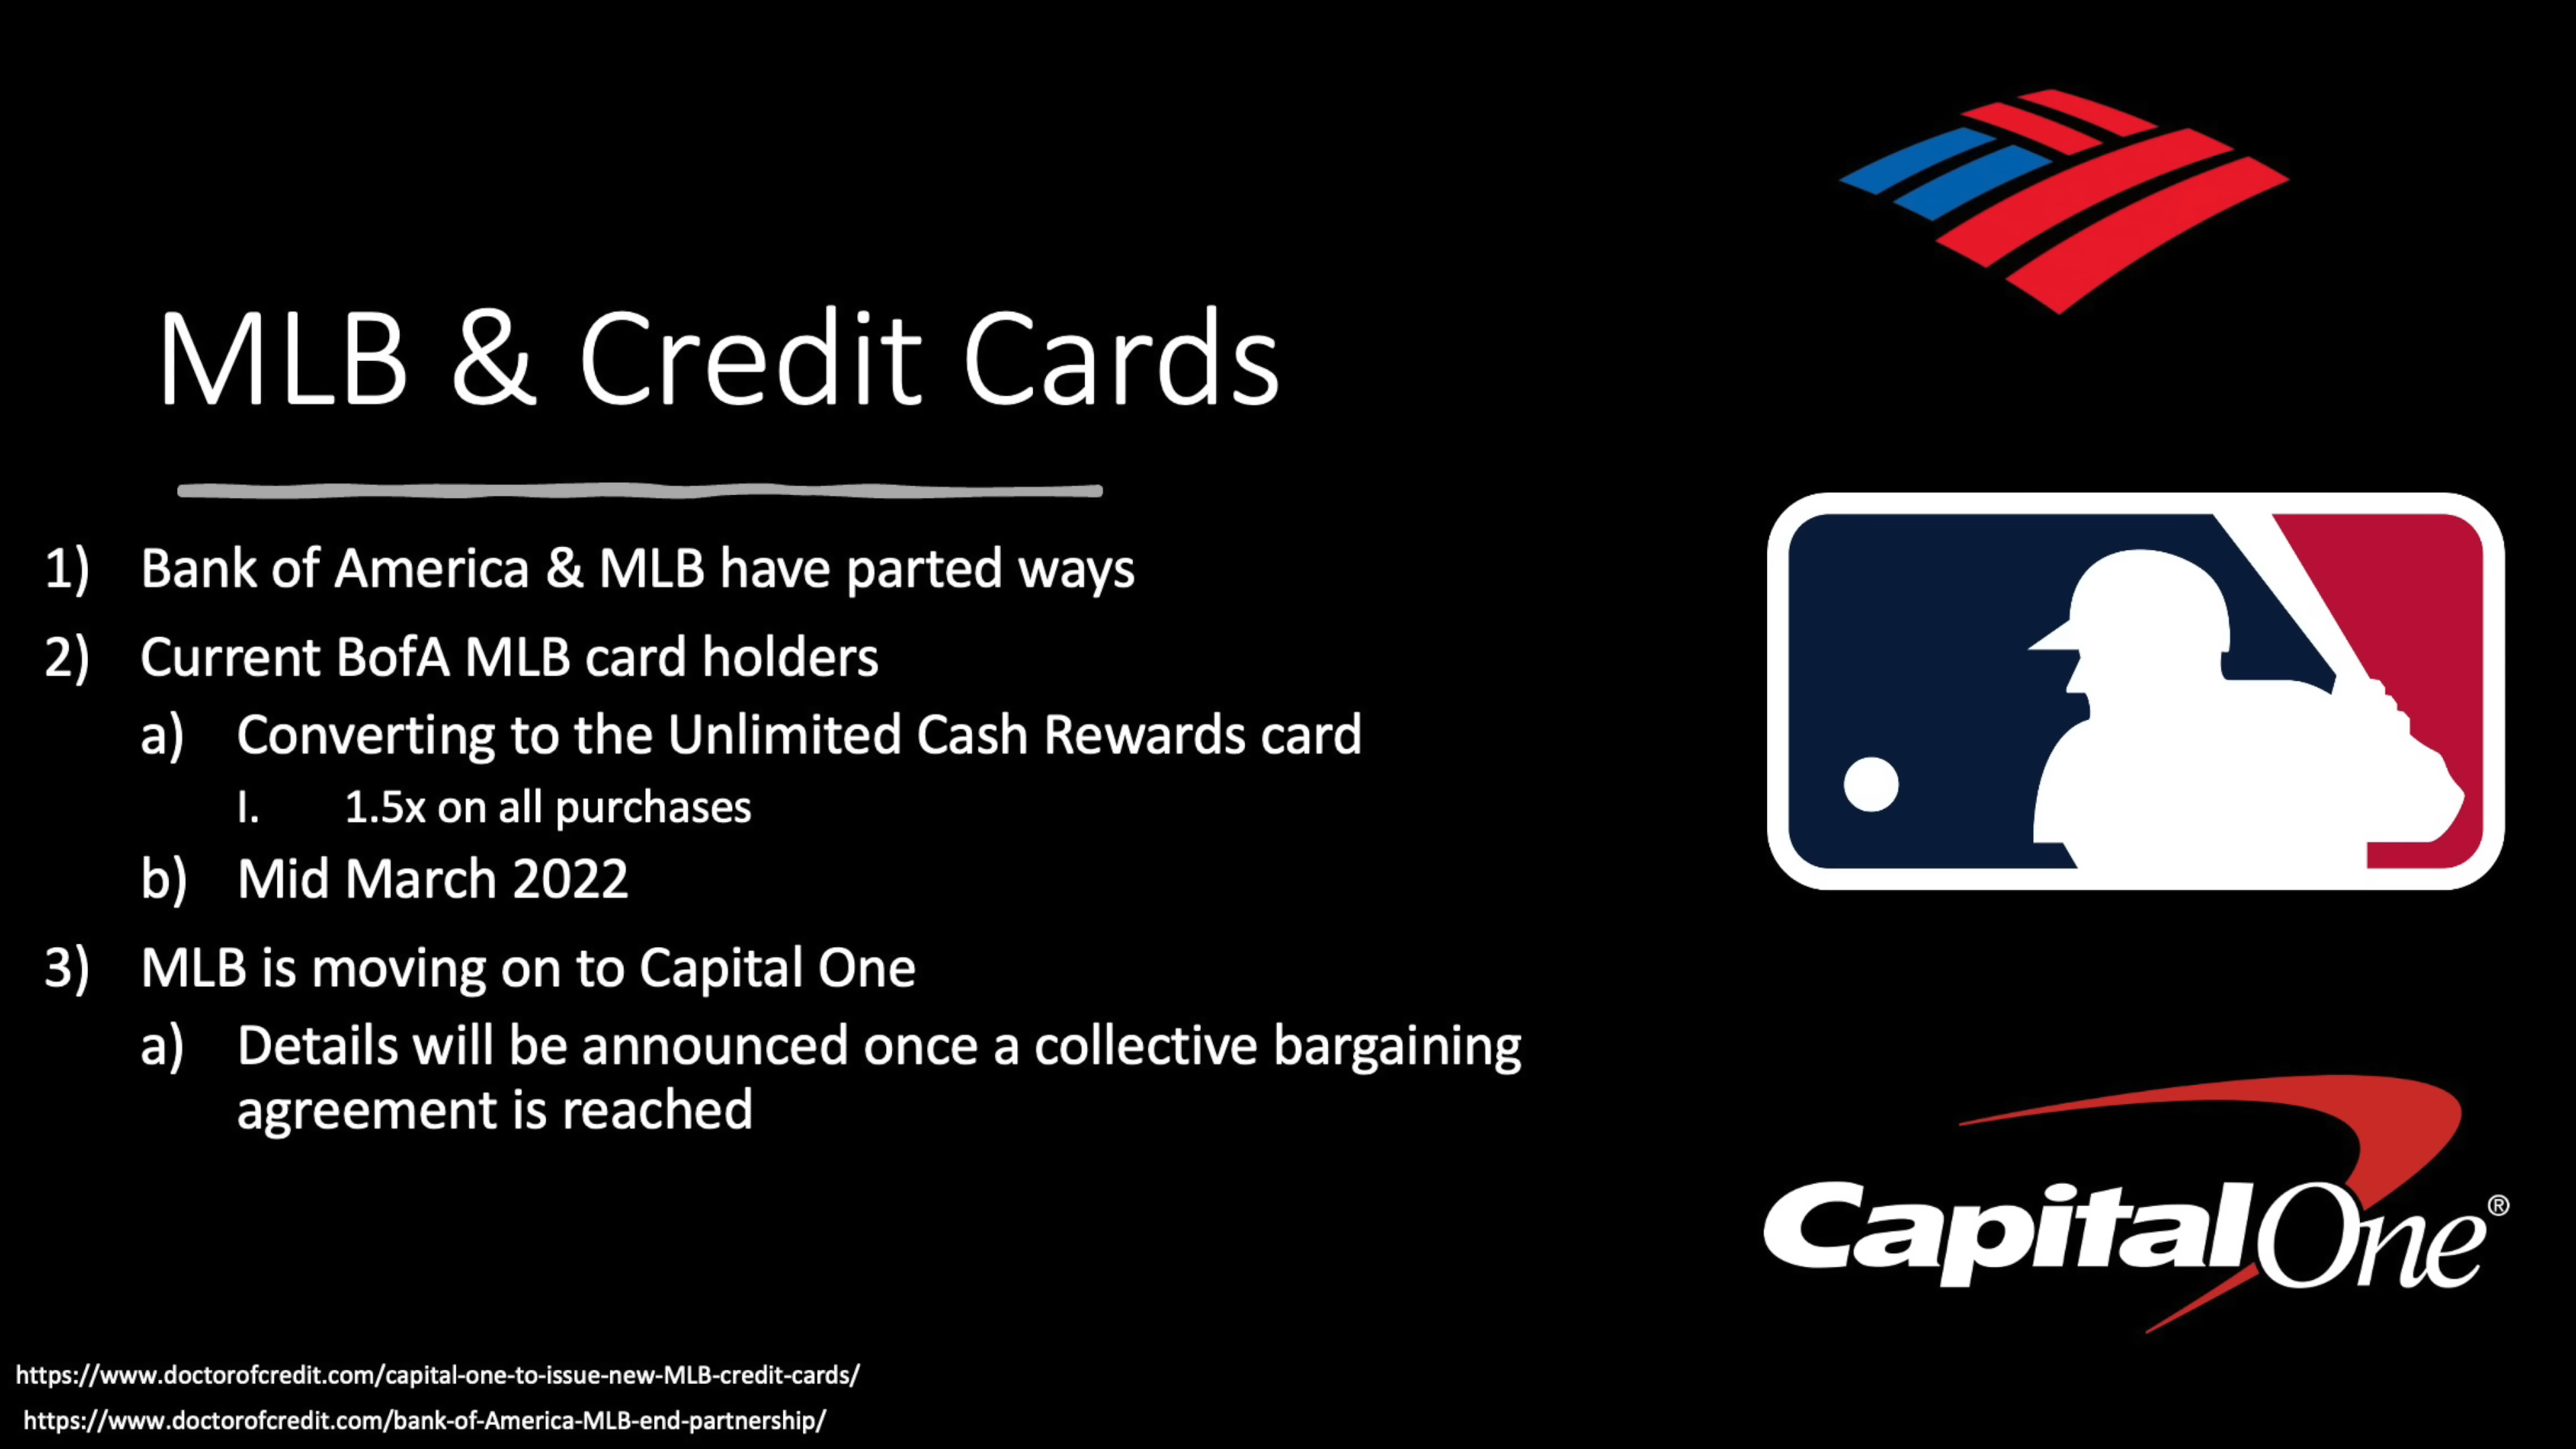 MLB & Credit Cards
1) Bank of America & MLB have parted ways
2) Current BofA MLB card holders
a) Converting to the Unlimited Cash Rewards card
I. 1.5x on all purchases
b) Mid March 2022
3) MLB is moving on to Capital One
a) Details will be announced once a collective bargaining
agreement is reached
CapitalOne®
https://www.doctorofcredit.com/capital-one-to-issue-new-MLB-credit-cards/
https://www.doctorofcredit.com/bank-of-America-MLB-end-partnership/